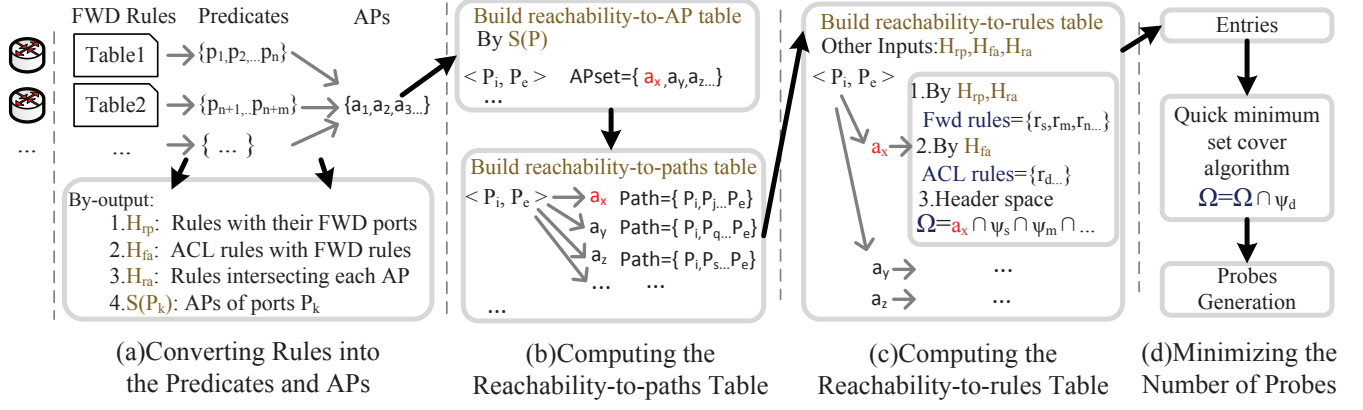 FWD Rules Predicates APs
Table1 {p1,p2,...pn}
Table2 {pn+1,..pn+m} {a1,a2,a3...}
... ... { ... }
By-output:
1.Hrp: Rules with their FWD ports
2.Hfa: ACL rules with FWD rules
3.Hra: Rules intersecting each AP
4.S(Pk): APs of ports Pk
(a)Converting Rules into
the Predicates and APs
Build reachability-to-AP table
By S(P)
< Pi, Pe > APset={ ax,ay,az...}
...
Build reachability-to-paths table
< Pi, Pe > ax Path={ Pi,Pj...Pe}
ay Path={ Pi,Pq...Pe}
az Path={ Pi,Ps...Pe}
... ...
...
(b)Computing the
Reachability-to-paths Table
Build reachability-to-rules table
Other Inputs:Hrp,Hfa,Hra
< Pi, Pe >
1.By Hrp,Hra
Fwd rules={rs,rm,rn...}
ax 2.By Hfa
ACL rules={rd...}
3.Header space
Ω=ax ∩ ψs ∩ ψm ∩ ...
ay ...
az ...
(c)Computing the
Reachability-to-rules Table
Entries
Quick minimum
set cover
algorithm
Ω=Ω ∩ ψd
Probes
Generation
(d)Minimizing the
Number of Probes